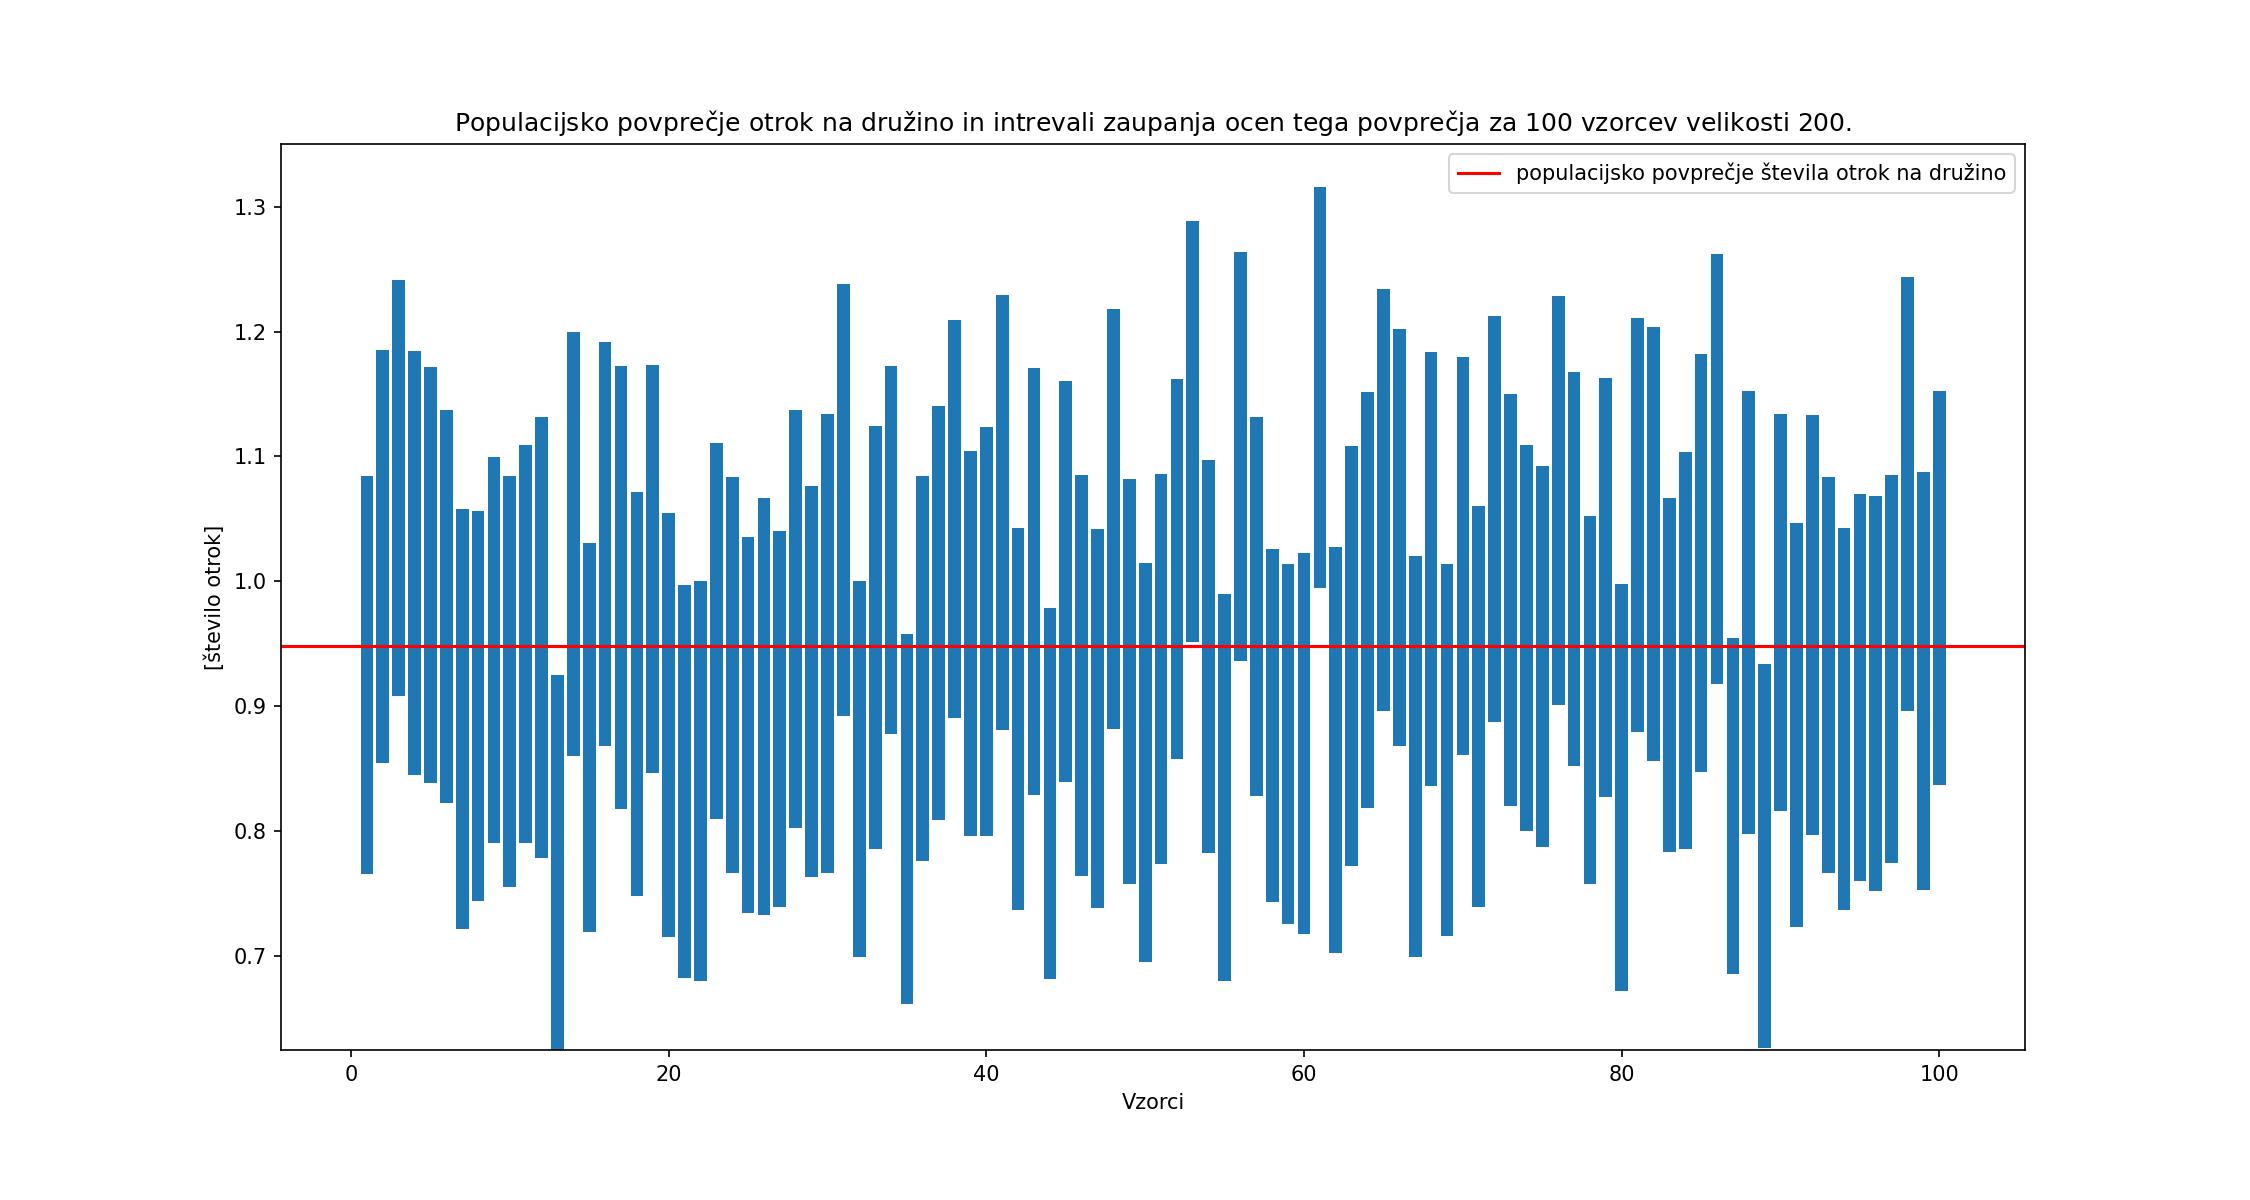 Populacijsko povprečje otrok na družino in intrevali zaupanja ocen tega povprečja za 100 vzorcev velikosti 200.
populacijsko povprečje števila otrok na družino
1.3
1.2
1.1
1.0
0.9
0.8
0.7
[število otrok]
0 20 40 60 80 100
Vzorci